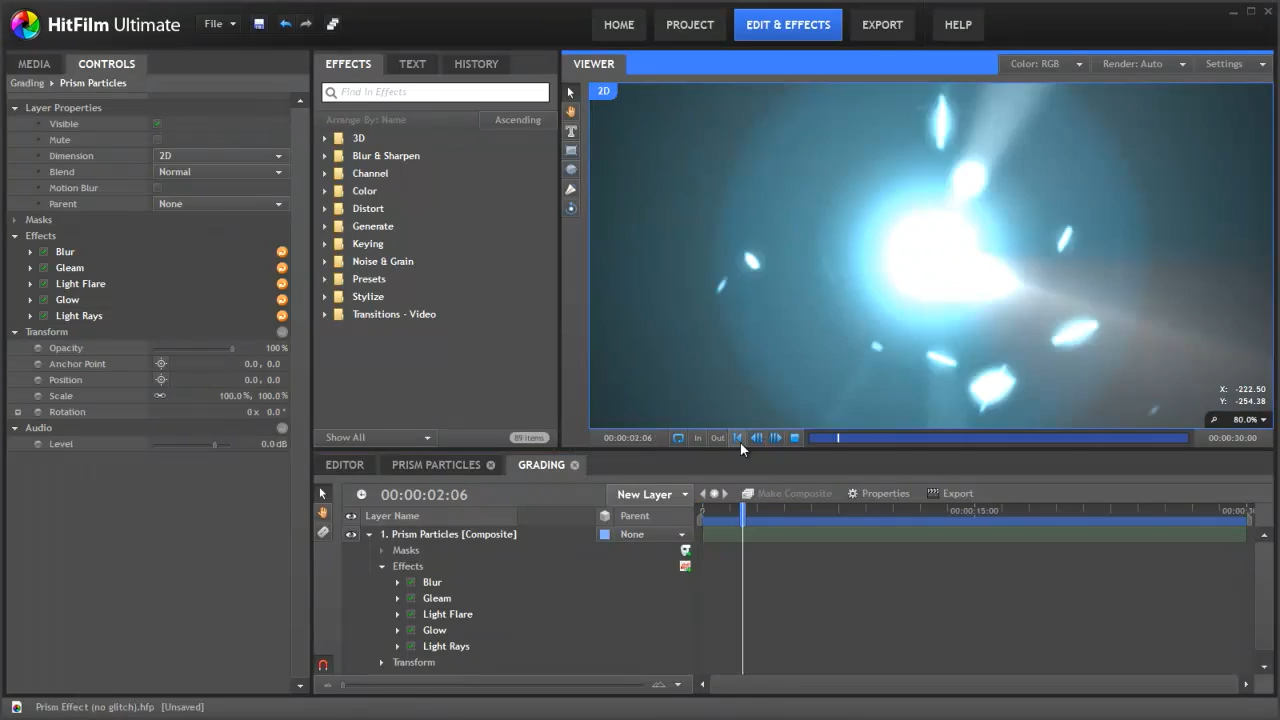 HitFilm Ultimate
File
HOME
PROJECT
EDIT & EFFECTS
EXPORT
HELP
MEDIA
CONTROLS
Grading
Prism Particles
Layer Properties
Visible
Mute
Dimension
2D
Blend
Normal
Motion Blur
Parent
None
Masks
Effects
Blur
Gleam
Light Flare
Glow
Light Rays
Transform
Opacity
100%
Anchor Point
0.0, 0.0
Position
0.0, 0.0
Scale
100.0%, 100.0%
Rotation
0x 0.0°
Audio
Level
0.0 dB
EFFECTS
TEXT
HISTORY
Find In Effects
Arrange By: Name
Ascending
3D
Blur & Sharpen
Channel
Color
Distort
Generate
Keying
Noise & Grain
Presets
Stylize
Transitions - Video
Show All
89 items
VIEWER
Color: RGB
Render: Auto
Settings
2D
X: -222.50
Y: -254.38
80.0%
00:00:02:06
In
Out
00:00:30:00
EDITOR
PRISM PARTICLES
GRADING
00:00:02:06
New Layer
Make Composite
Properties
Export
Layer Name
Parent
0
00:00:15:00
1. Prism Particles [Composite]
None
Masks
Effects
Blur
Gleam
Light Flare
Glow
Light Rays
Transform
Prism Effect (no glitch).hfp [Unsaved]